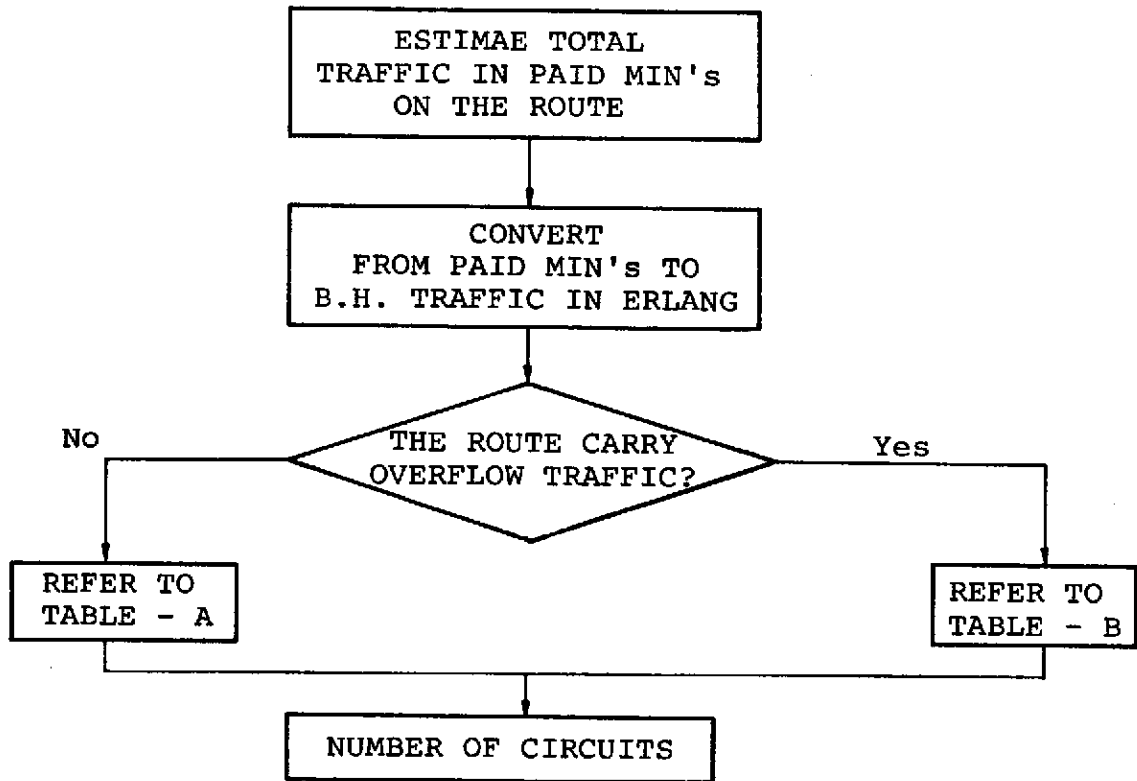 ESTIMAE TOTAL
TRAFFIC IN PAID MIN's
ON THE ROUTE
CONVERT
FROM PAID MIN's TO
B.H. TRAFFIC IN ERLANG
THE ROUTE CARRY
OVERFLOW TRAFFIC?
No
Yes
REFER TO
TABLE - A
REFER TO
TABLE - B
NUMBER OF CIRCUITS